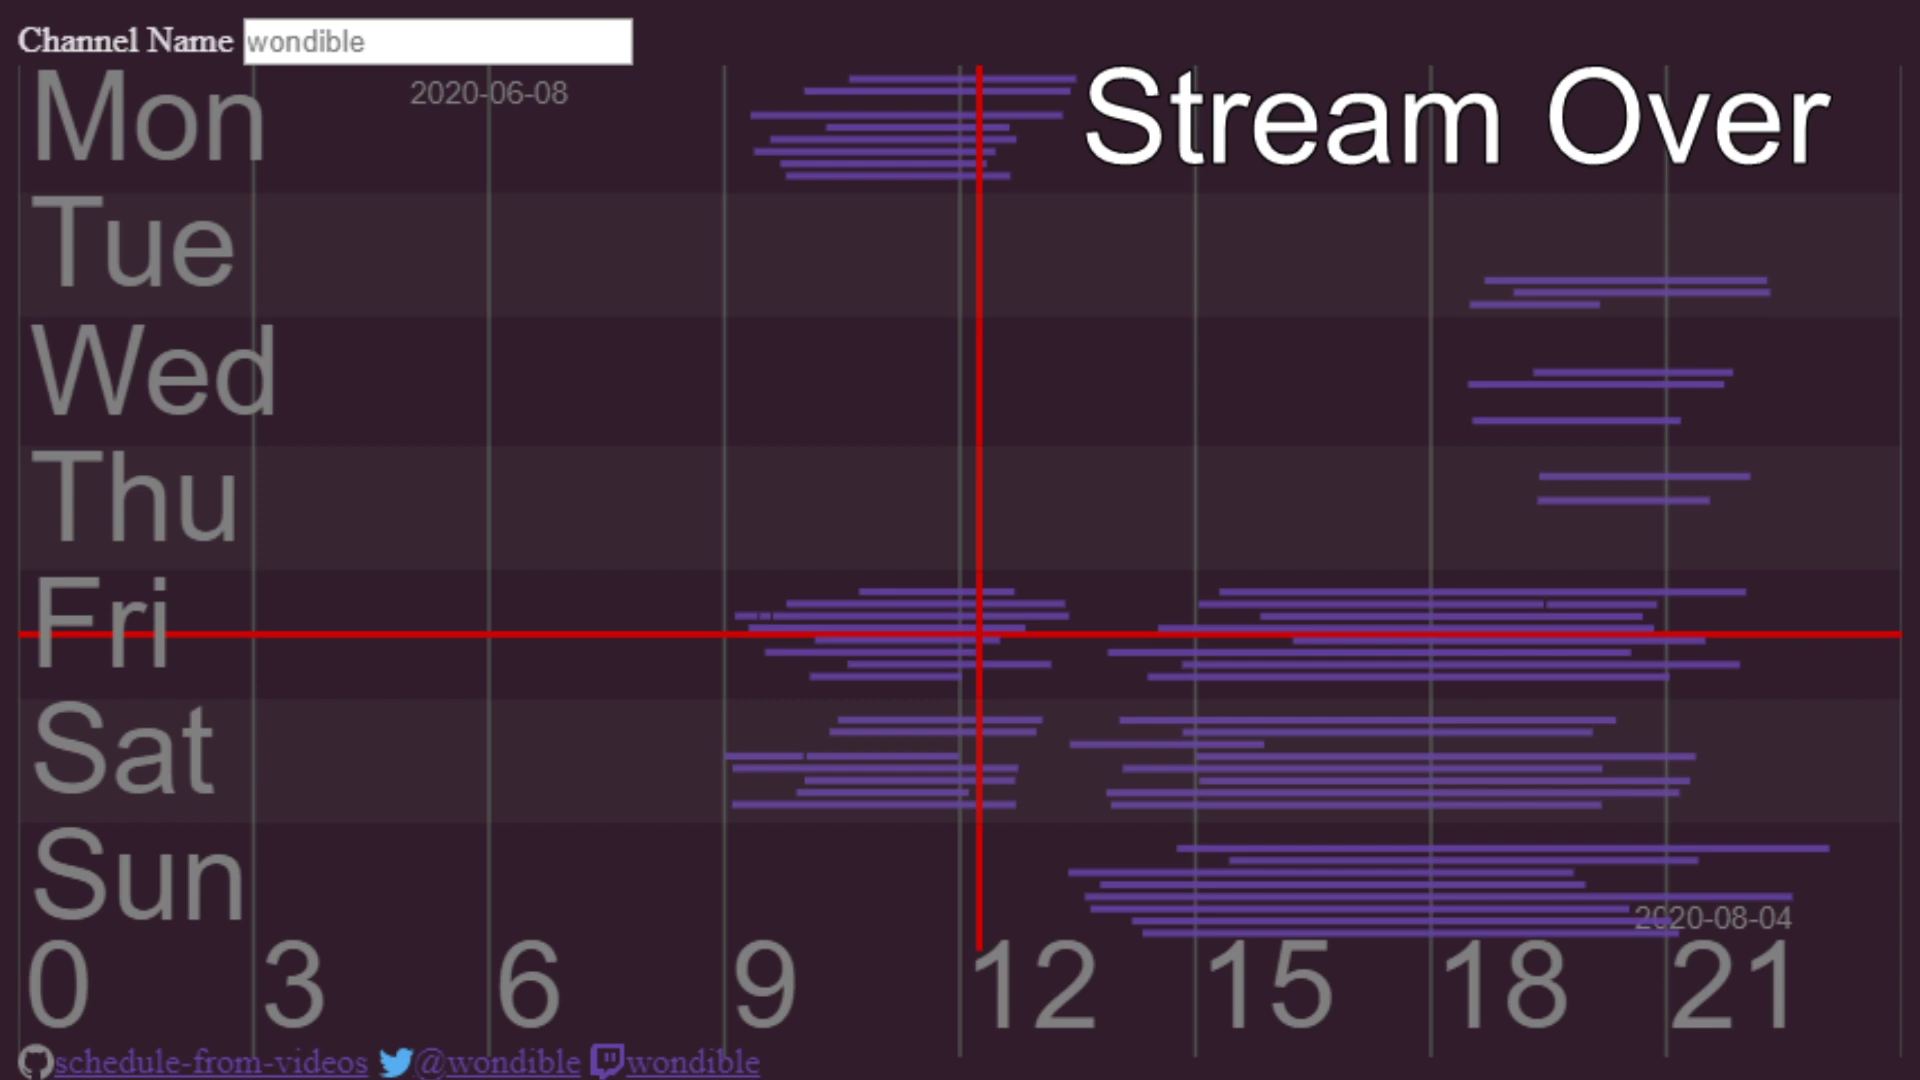 Channel Name wondible
Mon 2020-06-08 Stream Over
Tue
Wed
Thu
Fri
Sat
Sun
2020-08-04
0 3 6 9 12 15 18 21
schedule-from-videos @wondible wondible